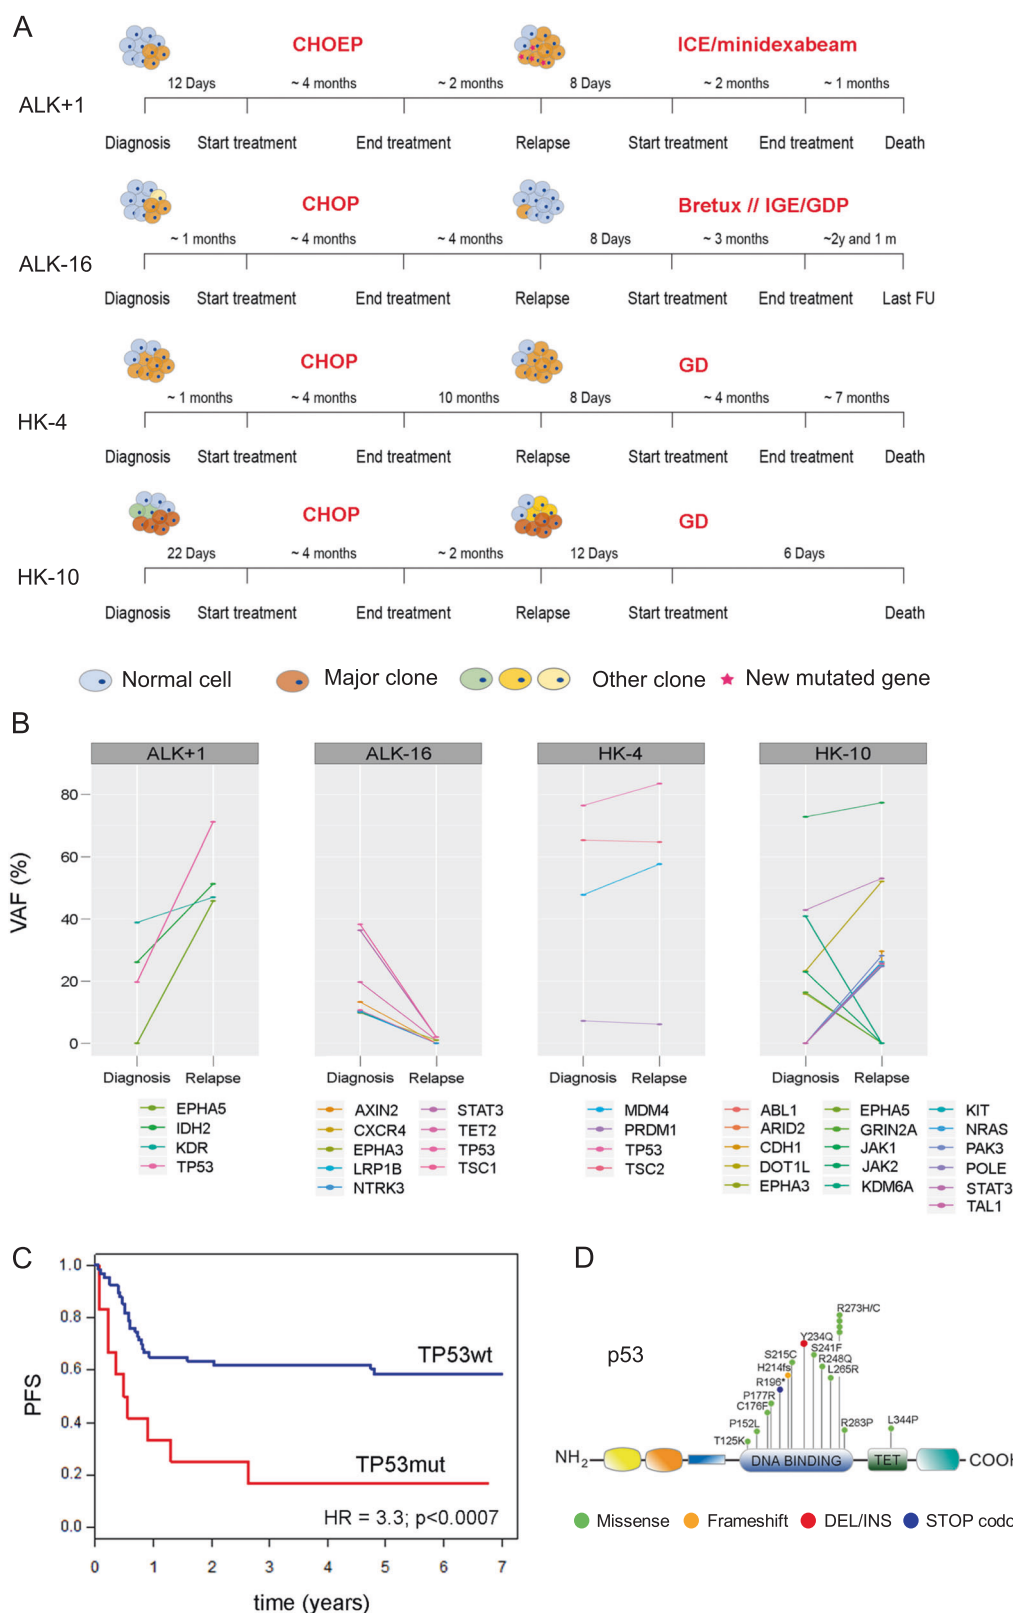 A
CHOEP
ICE/minidexabeam
12 Days
~ 4 months
~ 2 months
8 Days
~ 2 months
~ 1 months
ALK+1
Diagnosis
Start treatment
End treatment
Relapse
Start treatment
End treatment
Death
CHOP
Bretux // IGE/GDP
~ 1 months
~ 4 months
~ 4 months
8 Days
~ 3 months
~2y and 1 m
ALK-16
Diagnosis
Start treatment
End treatment
Relapse
Start treatment
End treatment
Last FU
CHOP
GD
~ 1 months
~ 4 months
10 months
8 Days
~ 4 months
~ 7 months
HK-4
Diagnosis
Start treatment
End treatment
Relapse
Start treatment
End treatment
Death
CHOP
GD
22 Days
~ 4 months
~ 2 months
12 Days
6 Days
HK-10
Diagnosis
Start treatment
End treatment
Relapse
Start treatment
Death
Normal cell
Major clone
Other clone
New mutated gene
B
ALK+1
ALK-16
HK-4
HK-10
VAF (%)
80
60
40
20
0
Diagnosis
Relapse
Diagnosis
Relapse
Diagnosis
Relapse
Diagnosis
Relapse
EPHA5
IDH2
KDR
TP53
AXIN2
CXCR4
EPHA3
LRP1B
NTRK3
STAT3
TET2
TP53
TSC1
MDM4
PRDM1
TP53
TSC2
ABL1
ARID2
CDH1
DOT1L
EPHA3
EPHA5
GRIN2A
JAK1
JAK2
KDM6A
KIT
NRAS
PAK3
POLE
STAT3
TAL1
C
PFS
1.0
0.8
0.6
0.4
0.2
0.0
TP53wt
TP53mut
HR = 3.3; p<0.0007
0
1
2
3
4
5
6
7
time (years)
D
p53
R273H/C
Y234Q
S241F
S215C
R248Q
H214fs
L265R
R196*
P177R
C176F
P152L
R283P
L344P
T125K
NH2
DNA BINDING
TET
COOH
Missense
Frameshift
DEL/INS
STOP codo